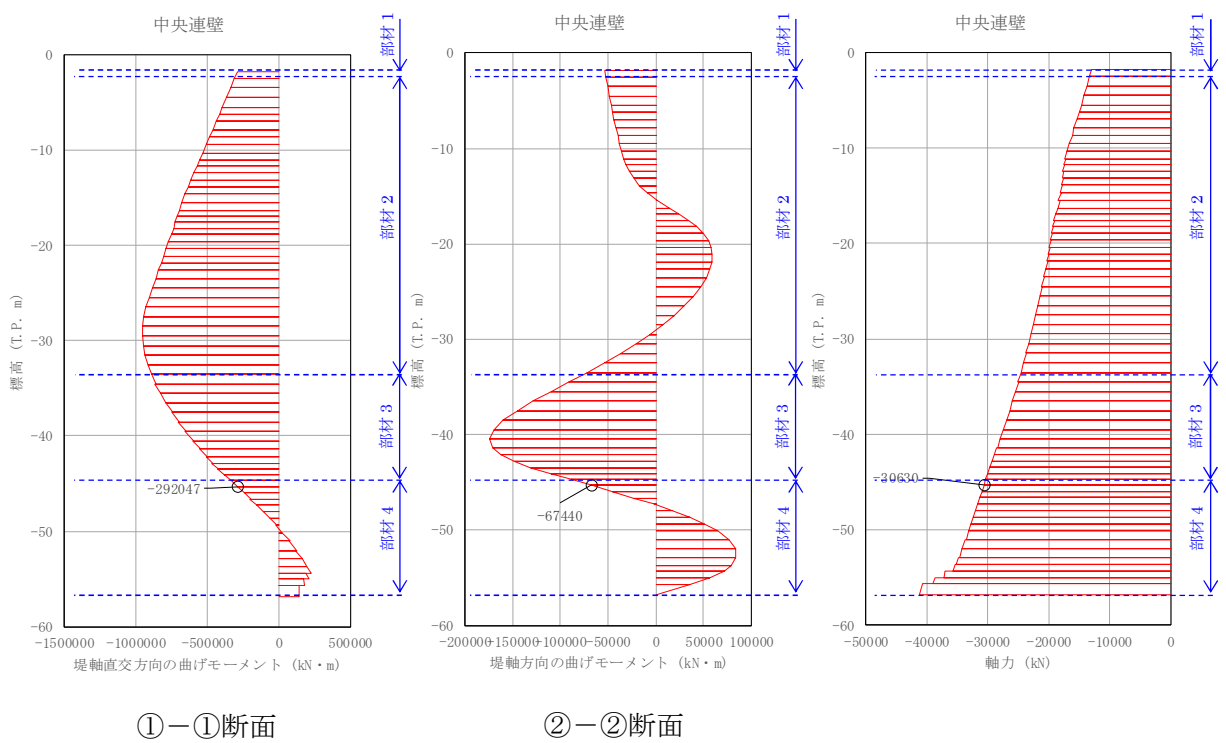 中央連壁
部材1
0
-10
-20
-30
-40
-50
-60
標高 (T.P. m)
部材2
部材3
部材4
-292047
-1500000 -1000000 -500000 0 500000
堤軸直交方向の曲げモーメント (kN・m)
①－①断面
中央連壁
部材1
0
-10
-20
-30
-40
-50
-60
標高 (T.P. m)
部材2
部材3
部材4
-67440
-200000 -150000 -100000 -50000 0 50000 100000
堤軸方向の曲げモーメント (kN・m)
②－②断面
中央連壁
部材1
0
-10
-20
-30
-40
-50
-60
標高 (T.P. m)
部材2
部材3
部材4
-30630
-50000 -40000 -30000 -20000 -10000 0
軸力 (kN)